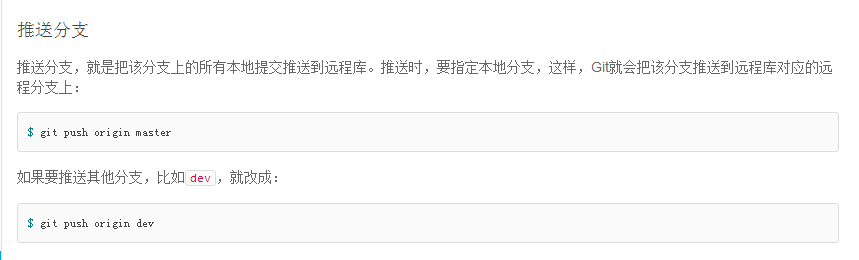 推送分支
推送分支，就是把该分支上的所有本地提交推送到远程库。推送时，要指定本地分支，这样，Git就会把该分支推送到远程库对应的远
程分支上：
$ git push origin master
如果要推送其他分支，比如dev，就改成：
$ git push origin dev